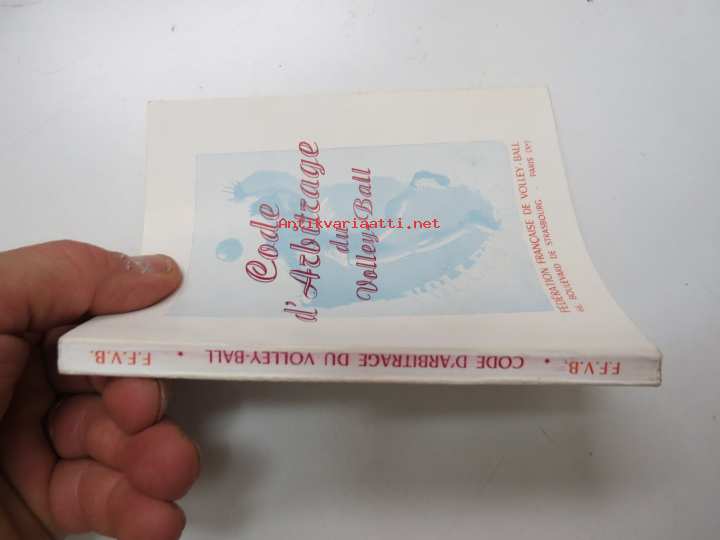 Code
d'Arbitrage
du
Volley-Ball
FÉDÉRATION FRANÇAISE DE VOLLEY-BALL
BOULEVARD DE STRASBOURG - PARIS
F.F.V.B. • CODE D'ARBITRAGE DU VOLLEY-BALL • F.F.V.B.
Antikvariaatti.net